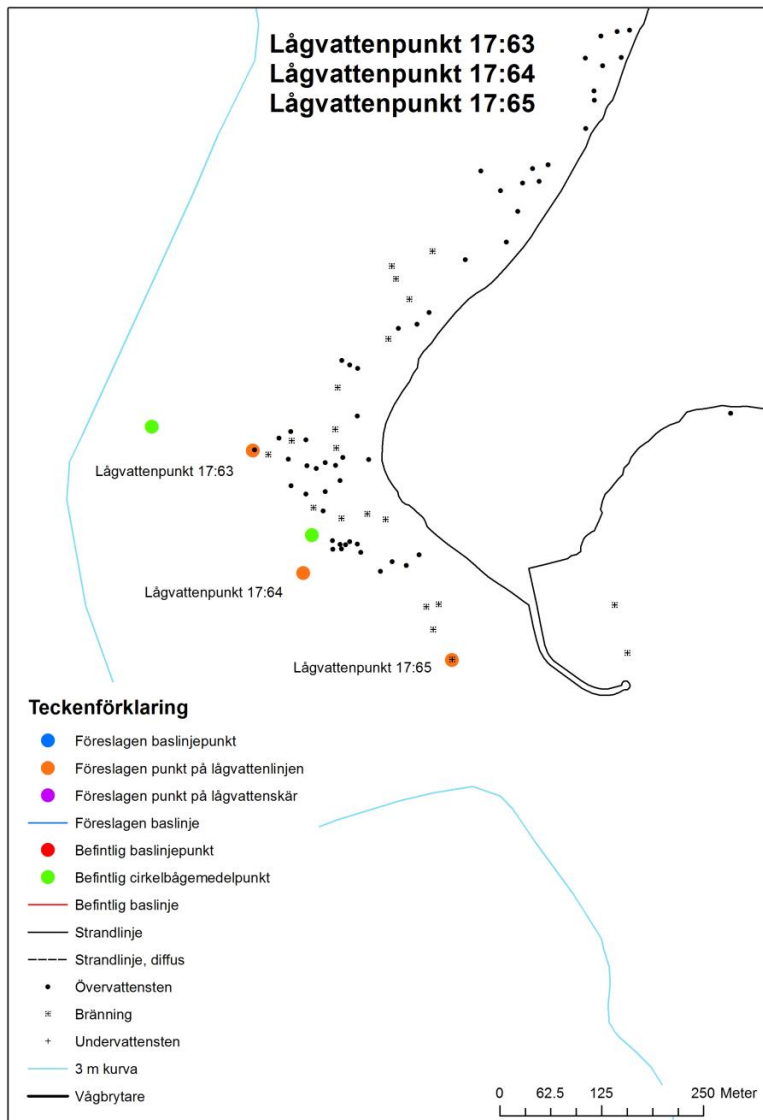 Lågvattenpunkt 17:63
Lågvattenpunkt 17:64
Lågvattenpunkt 17:65
Lågvattenpunkt 17:63
Lågvattenpunkt 17:64
Lågvattenpunkt 17:65
Teckenförklaring
Föreslagen baslinjepunkt
Föreslagen punkt på lågvattenlinjen
Föreslagen punkt på lågvattenskär
Föreslagen baslinje
Befintlig baslinjepunkt
Befintlig cirkelbågemedelpunkt
Befintlig baslinje
Strandlinje
Strandlinje, diffus
Övervattensten
Bränning
Undervattensten
3 m kurva
Vågbrytare
0 62.5 125 250 Meter